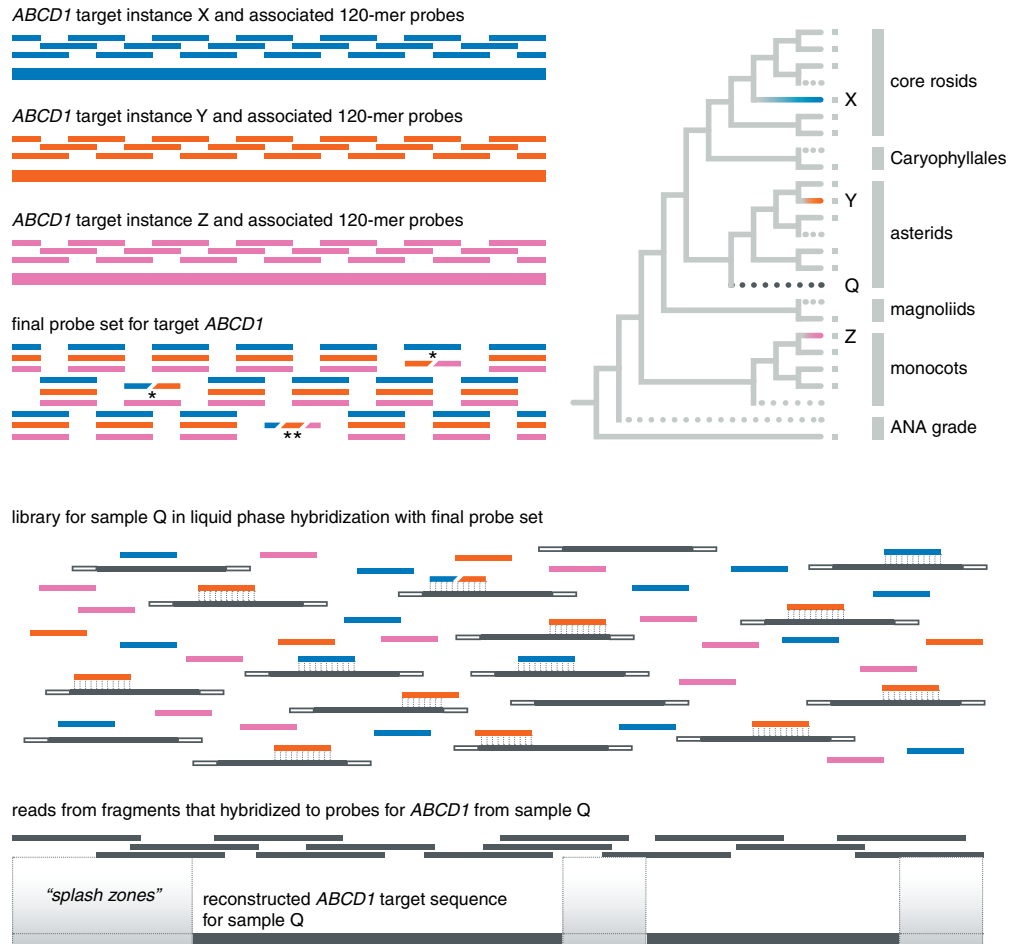 ABCD1 target instance X and associated 120-mer probes
ABCD1 target instance Y and associated 120-mer probes
ABCD1 target instance Z and associated 120-mer probes
final probe set for target ABCD1
*
*
**
X
Y
Q
Z
core rosids
Caryophyllales
asterids
magnoliids
monocots
ANA grade
library for sample Q in liquid phase hybridization with final probe set
reads from fragments that hybridized to probes for ABCD1 from sample Q
“splash zones”
reconstructed ABCD1 target sequence
for sample Q